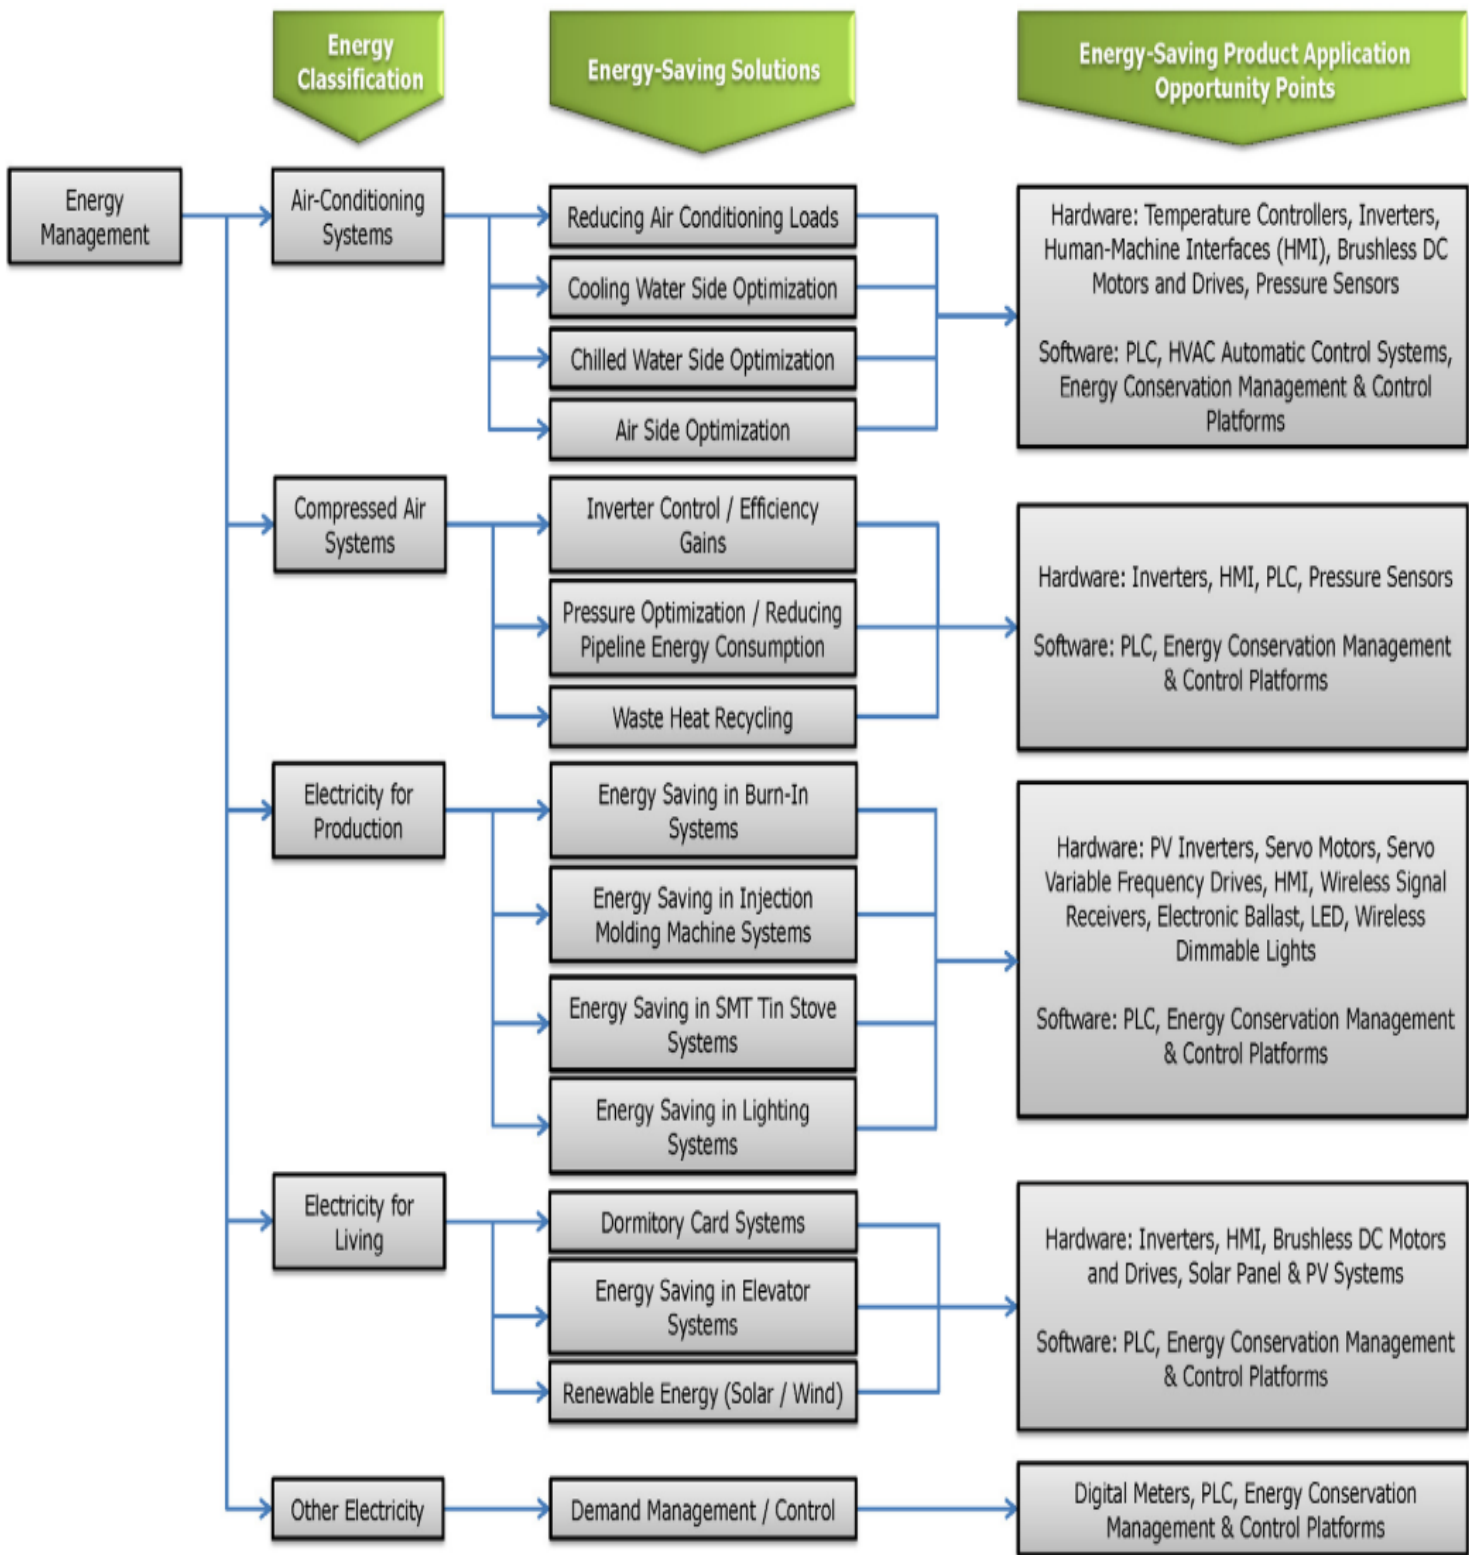 Energy
Classification
Energy-Saving Solutions
Energy-Saving Product Application
Opportunity Points
Energy
Management
Air-Conditioning
Systems
Reducing Air Conditioning Loads
Cooling Water Side Optimization
Chilled Water Side Optimization
Air Side Optimization
Hardware: Temperature Controllers, Inverters,
Human-Machine Interfaces (HMI), Brushless DC
Motors and Drives, Pressure Sensors
Software: PLC, HVAC Automatic Control Systems,
Energy Conservation Management & Control
Platforms
Compressed Air
Systems
Inverter Control / Efficiency
Gains
Pressure Optimization / Reducing
Pipeline Energy Consumption
Waste Heat Recycling
Hardware: Inverters, HMI, PLC, Pressure Sensors
Software: PLC, Energy Conservation Management
& Control Platforms
Electricity for
Production
Energy Saving in Burn-In
Systems
Energy Saving in Injection
Molding Machine Systems
Energy Saving in SMT Tin Stove
Systems
Energy Saving in Lighting
Systems
Hardware: PV Inverters, Servo Motors, Servo
Variable Frequency Drives, HMI, Wireless Signal
Receivers, Electronic Ballast, LED, Wireless
Dimmable Lights
Software: PLC, Energy Conservation Management
& Control Platforms
Electricity for
Living
Dormitory Card Systems
Energy Saving in Elevator
Systems
Renewable Energy (Solar / Wind)
Hardware: Inverters, HMI, Brushless DC Motors
and Drives, Solar Panel & PV Systems
Software: PLC, Energy Conservation Management
& Control Platforms
Other Electricity
Demand Management / Control
Digital Meters, PLC, Energy Conservation
Management & Control Platforms